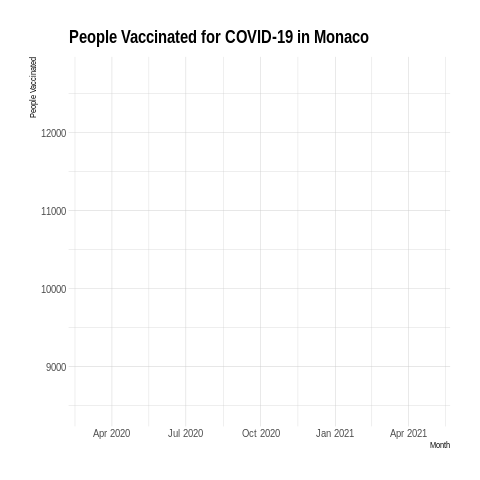 People Vaccinated for COVID-19 in Monaco
People Vaccinated
12000
11000
10000
9000
Apr 2020
Jul 2020
Oct 2020
Jan 2021
Apr 2021
Month